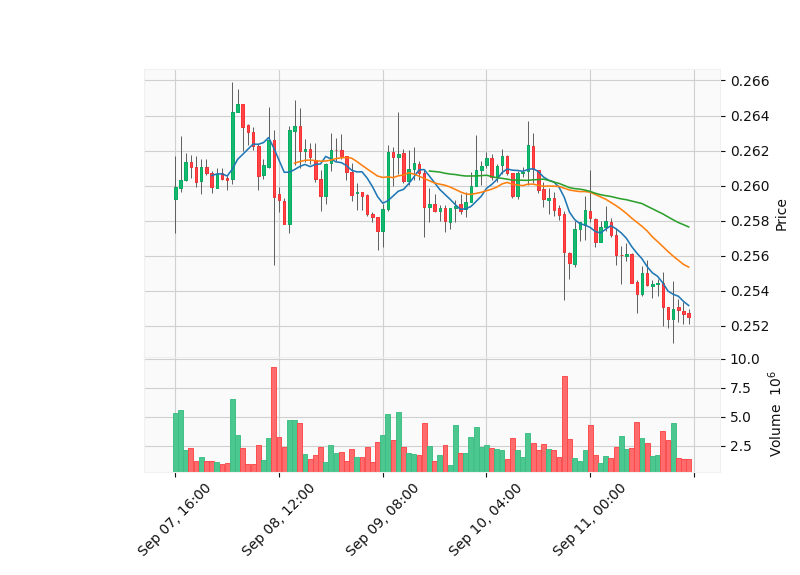 0.266
0.264
0.262
0.260
0.258
0.256
0.254
0.252
Price
10.0
7.5
5.0
2.5
Volume 10^6
Sep 07, 16:00
Sep 08, 12:00
Sep 09, 08:00
Sep 10, 04:00
Sep 11, 00:00